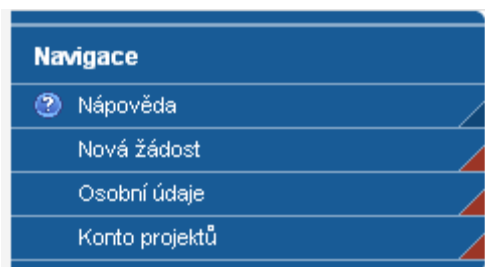 Navigace
Nápověda
Nová žádost
Osobní údaje
Konto projektů